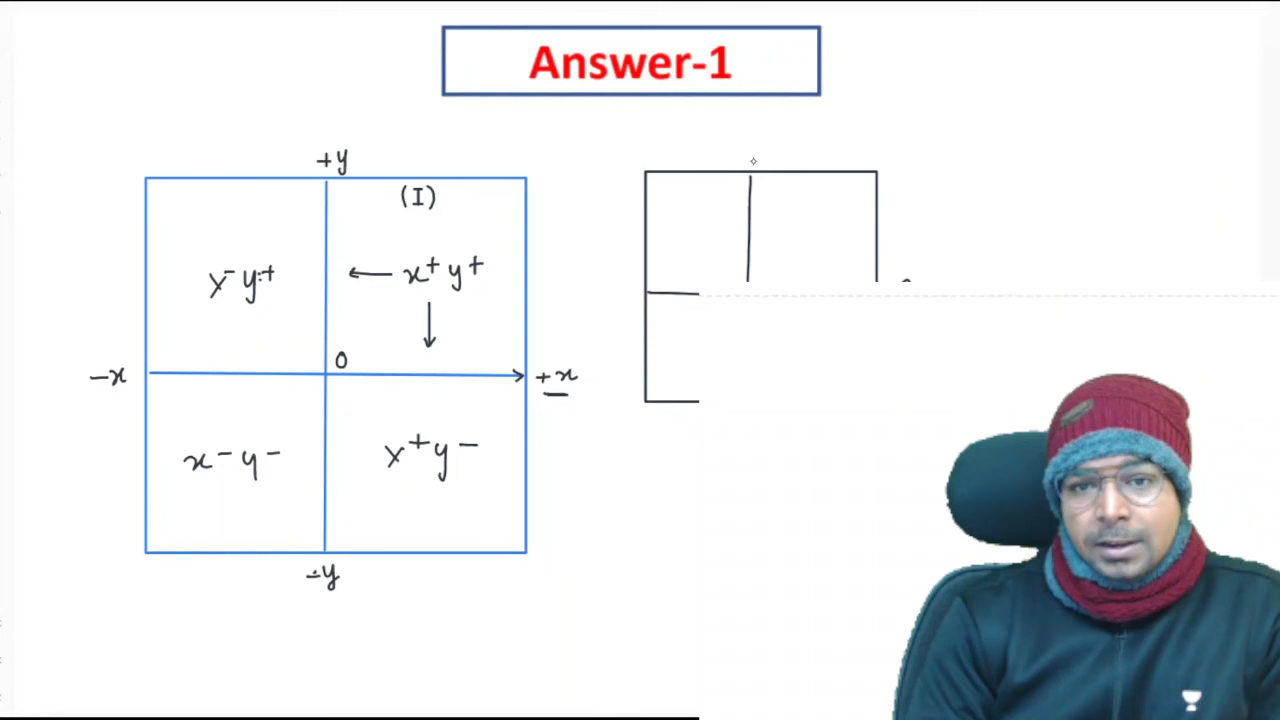 Answer-1
+y
(I)
x- y+
x+ y+
0
-x
+x
x- y-
x+ y-
-y